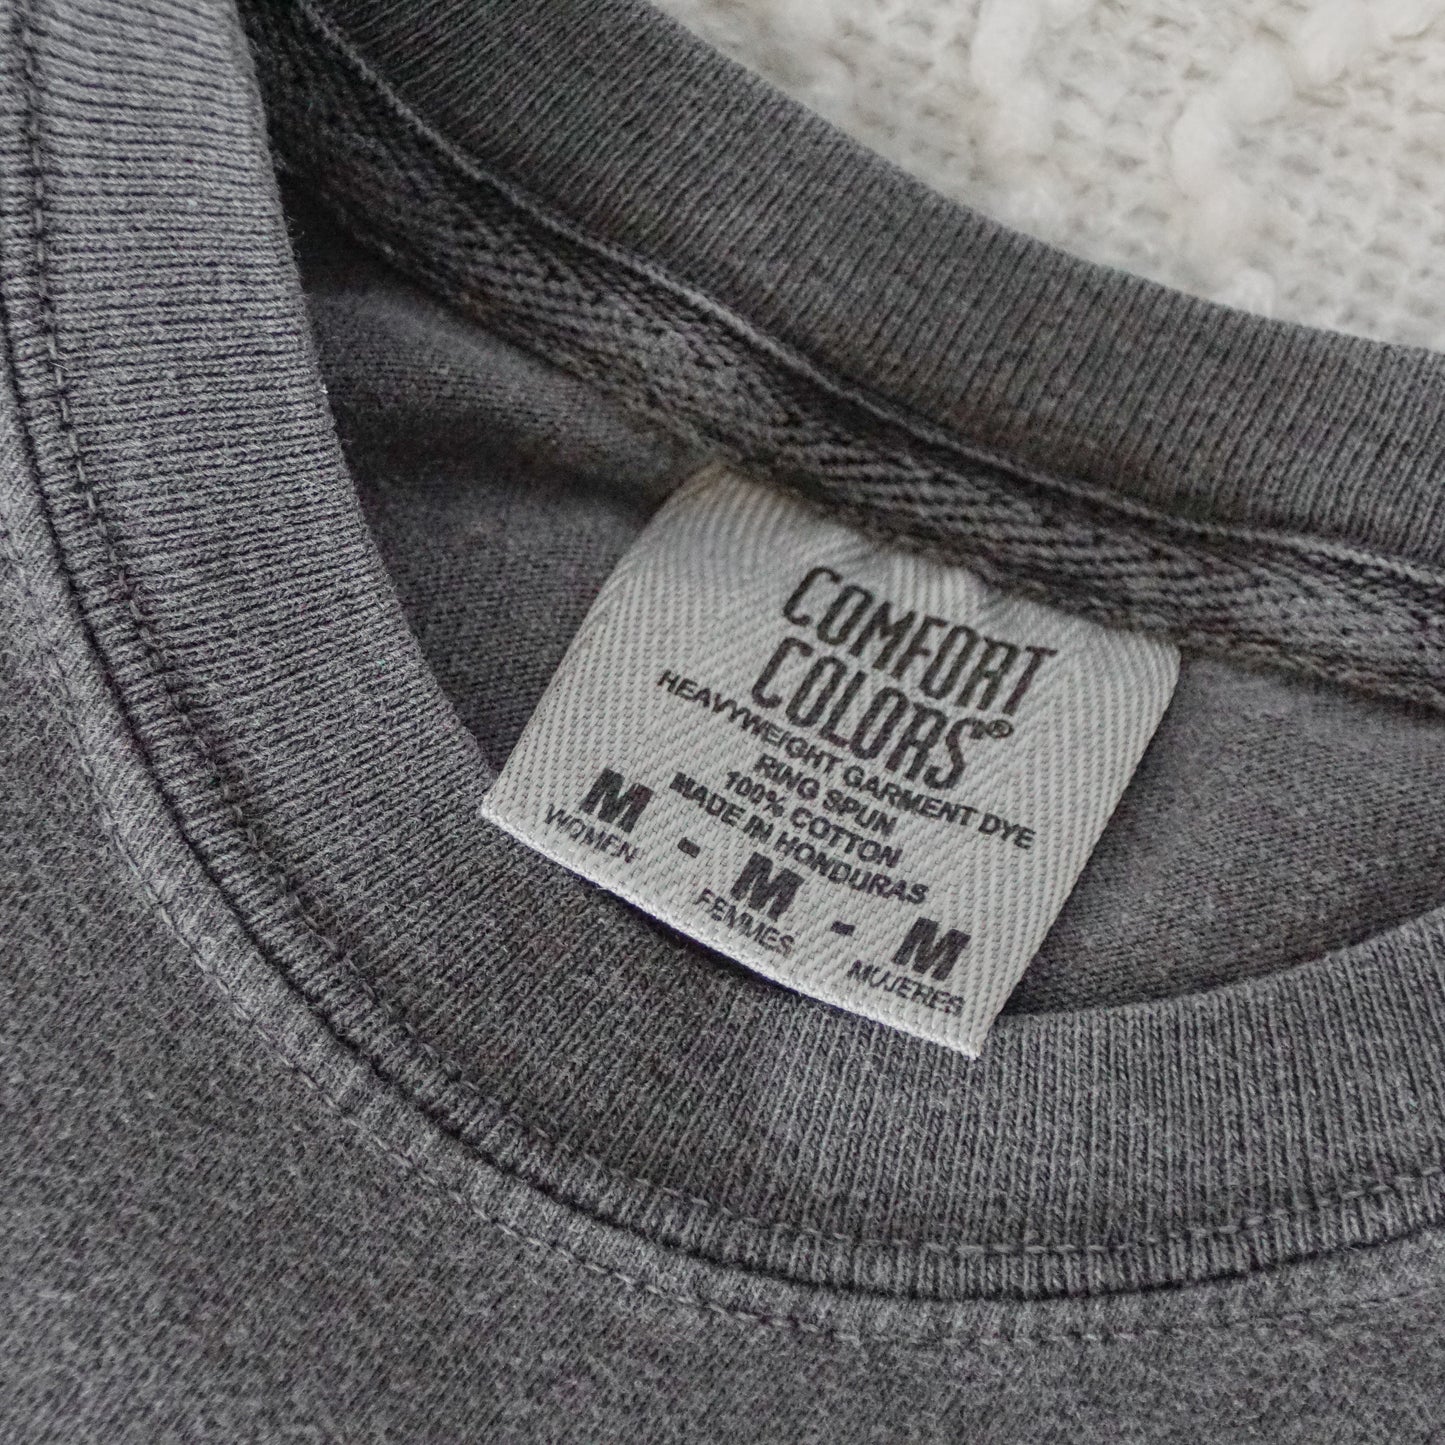 COMFORT
COLORS®
HEAVYWEIGHT GARMENT DYE
RING SPUN
100% COTTON
MADE IN HONDURAS
M - M - M
WOMEN FEMMES MUJERES